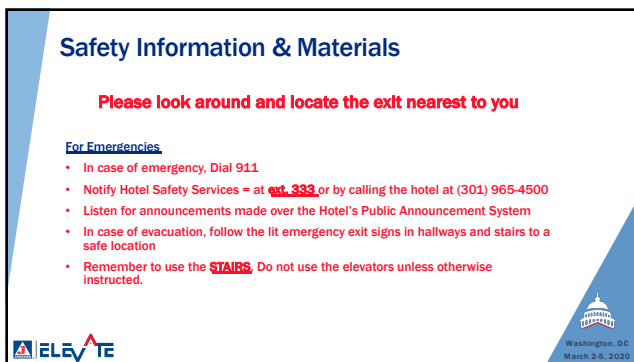 Safety Information & Materials
Please look around and locate the exit nearest to you
For Emergencies
• In case of emergency, Dial 911
• Notify Hotel Safety Services = at ext. 333 or by calling the hotel at (301) 965-4500
• Listen for announcements made over the Hotel's Public Announcement System
• In case of evacuation, follow the lit emergency exit signs in hallways and stairs to a
safe location
• Remember to use the STAIRS. Do not use the elevators unless otherwise
instructed.
ELEVATE
Washington, DC
March 2-5, 2020